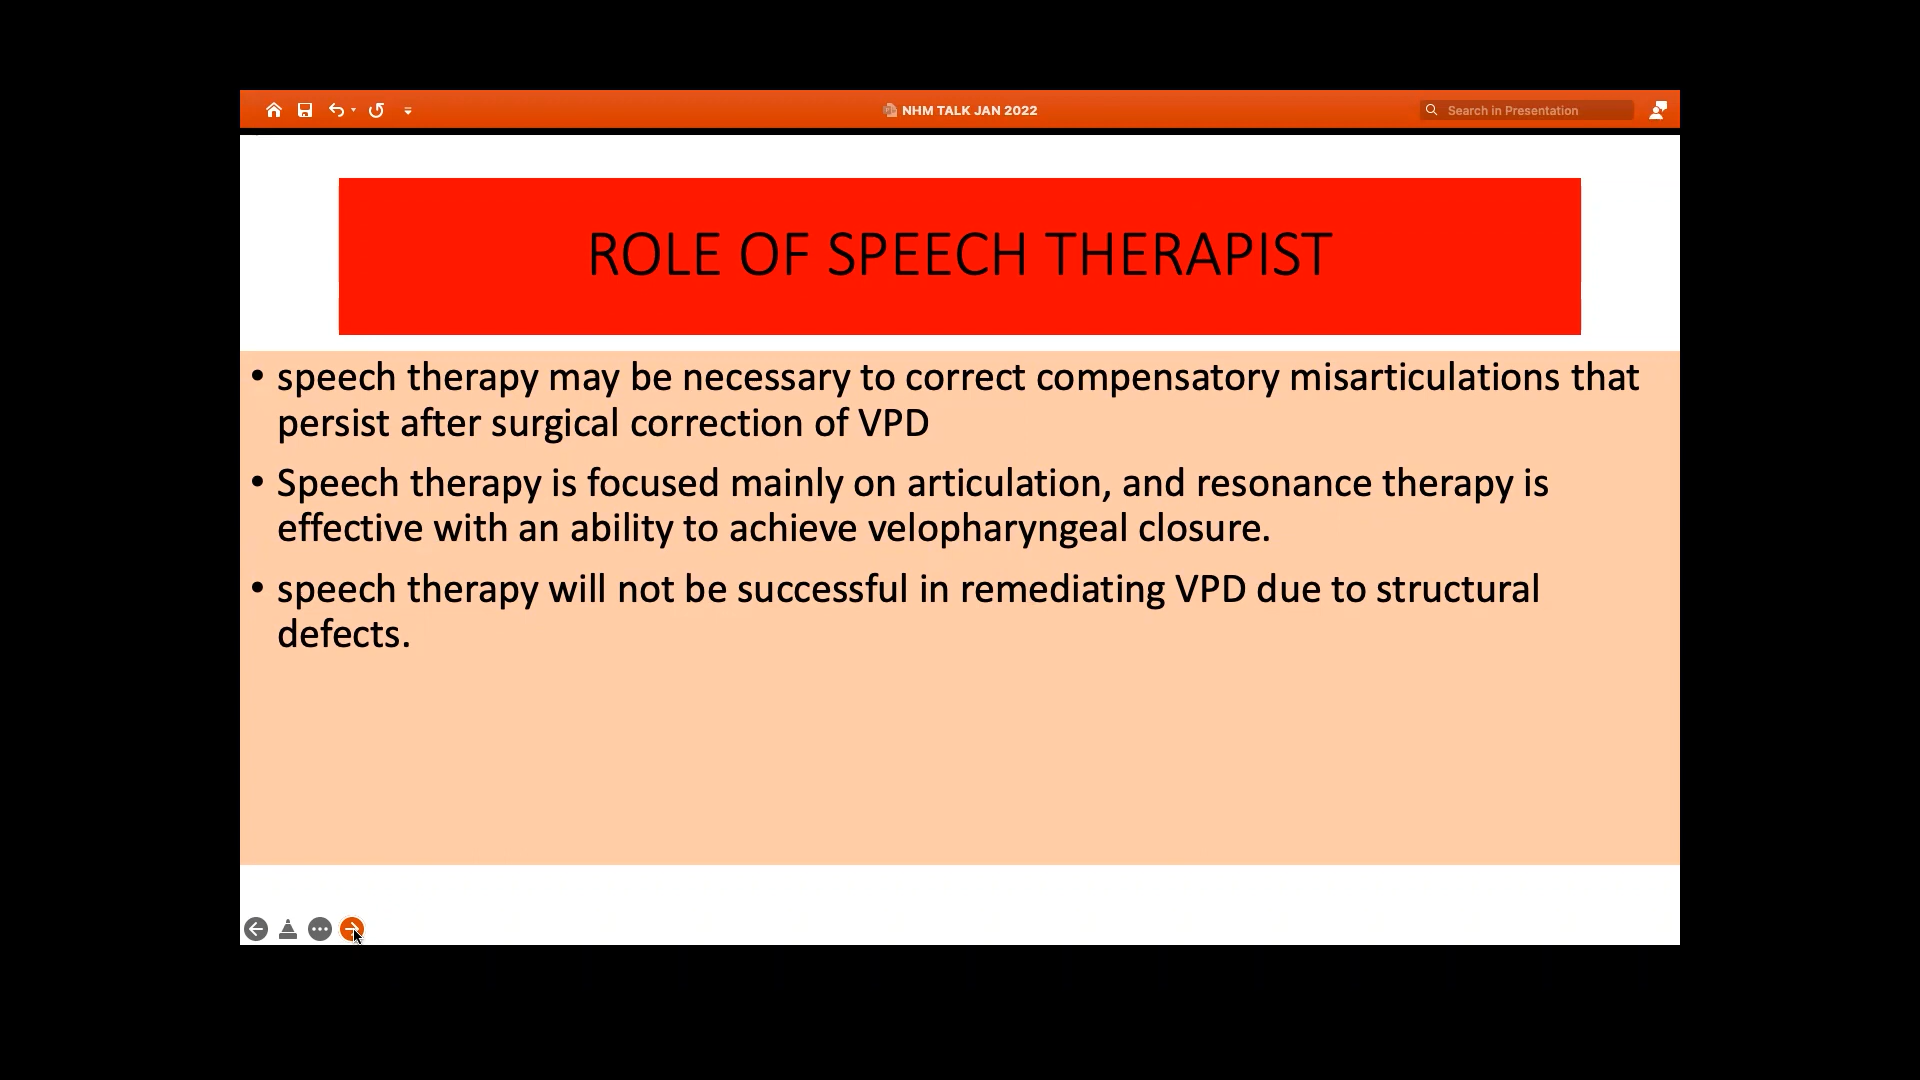 NHM TALK JAN 2022
Search in Presentation
ROLE OF SPEECH THERAPIST
• speech therapy may be necessary to correct compensatory misarticulations that
persist after surgical correction of VPD
• Speech therapy is focused mainly on articulation, and resonance therapy is
effective with an ability to achieve velopharyngeal closure.
• speech therapy will not be successful in remediating VPD due to structural
defects.